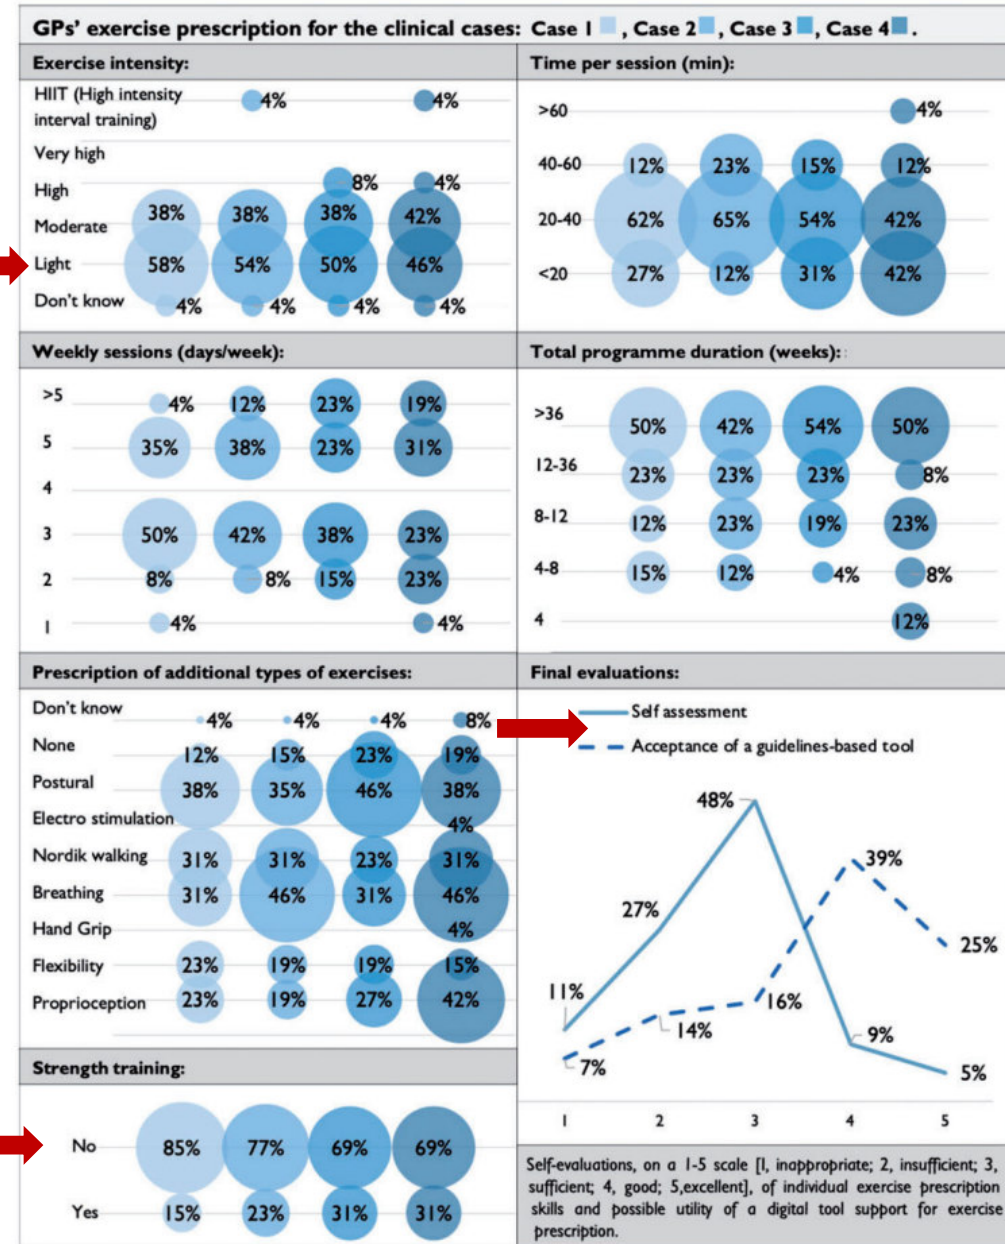 GPs' exercise prescription for the clinical cases: Case 1 , Case 2 , Case 3 , Case 4 .
Exercise intensity:
HIIT (High intensity
interval training)
4% 4%
Very high
High
8% 4%
Moderate
38% 38% 38% 42%
Light
58% 54% 50% 46%
Don't know
4% 4% 4% 4%
Time per session (min):
>60
4%
40-60
12% 23% 15% 12%
20-40
62% 65% 54% 42%
<20
27% 12% 31% 42%
Weekly sessions (days/week):
>5
4% 12% 23% 19%
5
35% 38% 23% 31%
4
3
50% 42% 38% 23%
2
8% 8% 15% 23%
1
4% 4%
Total programme duration (weeks): :
>36
50% 42% 54% 50%
12-36
23% 23% 23% 8%
8-12
12% 23% 19% 23%
4-8
15% 12% 4% 8%
4
12%
Prescription of additional types of exercises:
Don't know
4% 4% 4% 8%
None
12% 15% 23% 19%
Postural
38% 35% 46% 38%
Electro stimulation
4%
Nordik walking
31% 31% 23% 31%
Breathing
31% 46% 31% 46%
Hand Grip
4%
Flexibility
23% 19% 19% 15%
Proprioception
23% 19% 27% 42%
Strength training:
No
85% 77% 69% 69%
Yes
15% 23% 31% 31%
Final evaluations:
Self assessment
Acceptance of a guidelines-based tool
48%
39%
27%
25%
11%
16%
14%
9%
7%
5%
1 2 3 4 5
Self-evaluations, on a 1-5 scale [1, inappropriate; 2, insufficient; 3,
sufficient; 4, good; 5,excellent], of individual exercise prescription
skills and possible utility of a digital tool support for exercise
prescription.